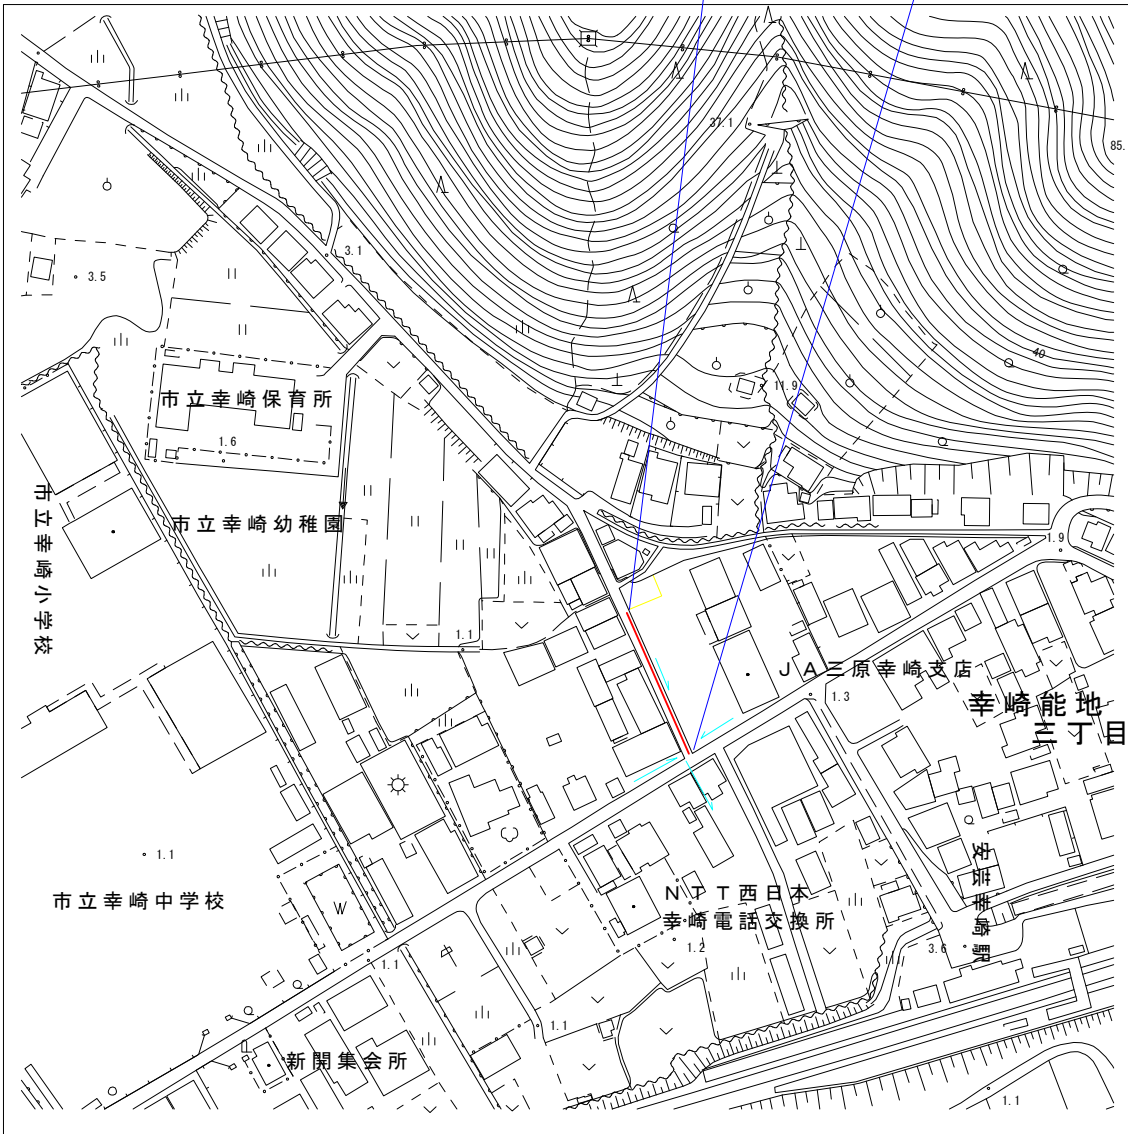 37.1
85.
3.1
3.5
40
市立幸崎保育所
11.9
1.6
市立幸崎小学校
市立幸崎幼稚園
1.9
1.1
JA三原幸崎支店
1.3
幸崎能地
三丁目
1.1
安芸幸崎駅
市立幸崎中学校
W
NTT西日本
幸崎電話交換所
1.2
3.6
1.1
1.1
新開集会所
1.1